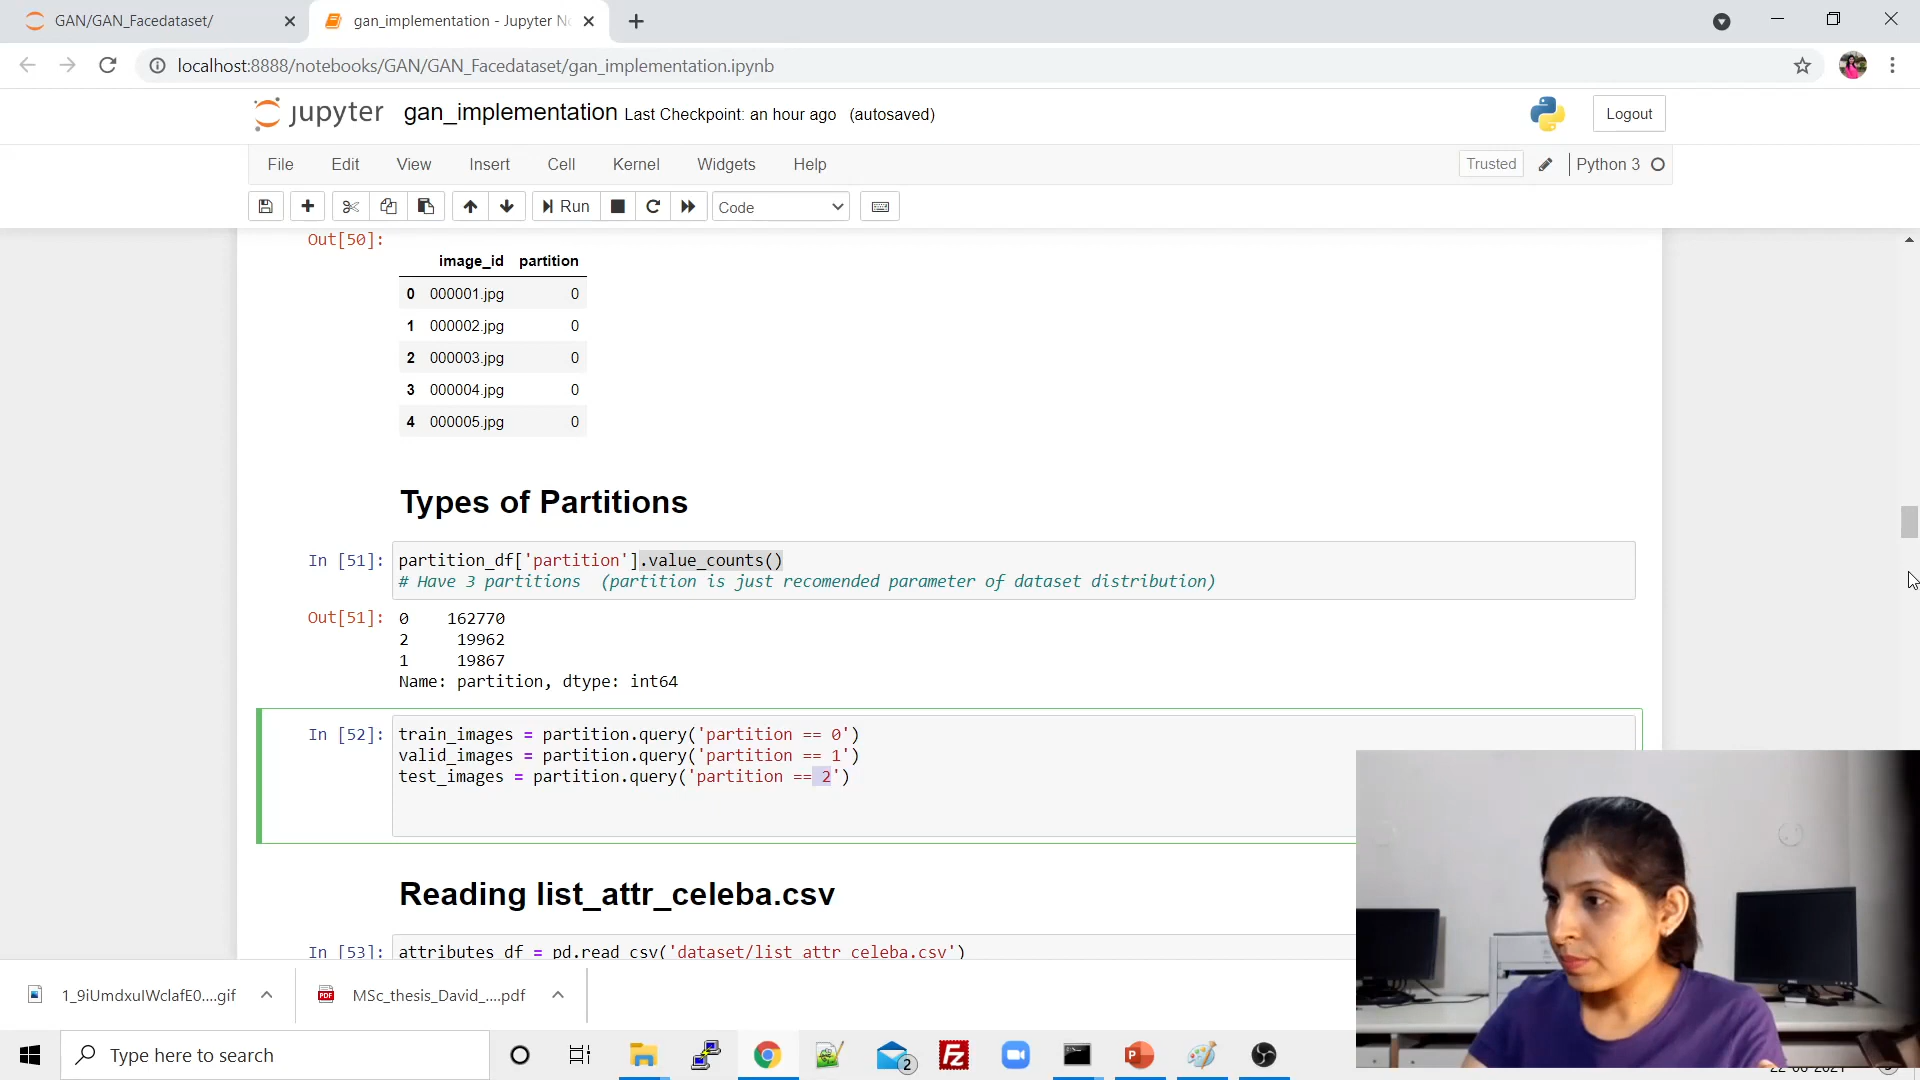 GAN/GAN_Facedataset/
gan_implementation - Jupyter No
localhost:8888/notebooks/GAN/GAN_Facedataset/gan_implementation.ipynb
jupyter gan_implementation Last Checkpoint: an hour ago (autosaved)
Logout
File Edit View Insert Cell Kernel Widgets Help
Trusted Python 3
Run Code
Out[50]:
image_id partition
0 000001.jpg 0
1 000002.jpg 0
2 000003.jpg 0
3 000004.jpg 0
4 000005.jpg 0
Types of Partitions
In [51]: partition_df['partition'].value_counts()
# Have 3 partitions (partition is just recomended parameter of dataset distribution)
Out[51]: 0 162770
2 19962
1 19867
Name: partition, dtype: int64
In [52]: train_images = partition.query('partition == 0')
valid_images = partition.query('partition == 1')
test_images = partition.query('partition == 2')
Reading list_attr_celeba.csv
In [53]: attributes_df = pd.read_csv('dataset/list_attr_celeba.csv')
1_9iUmdxuIWclafE0....gif
PDF MSc_thesis_David_....pdf
Type here to search
2